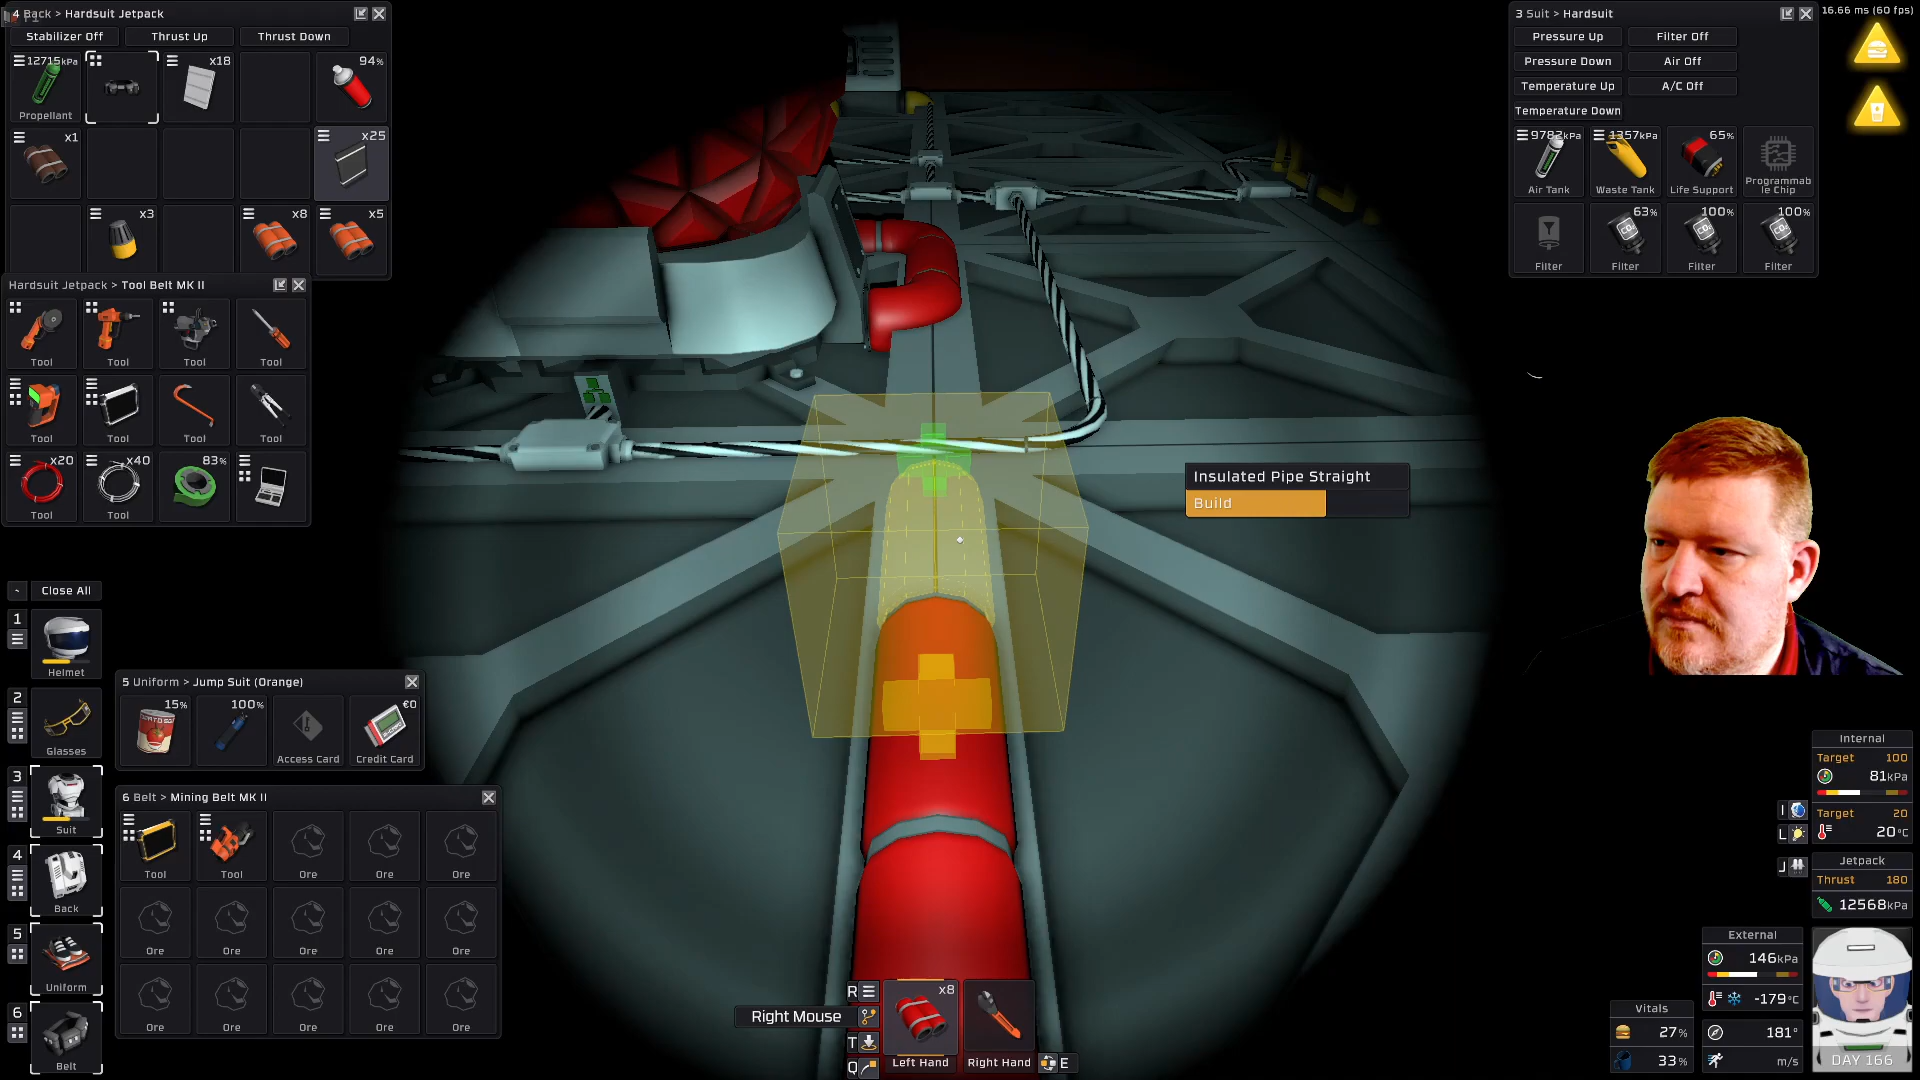 4 Back > Hardsuit Jetpack
Stabilizer Off
Thrust Up
Thrust Down
12715kPa
Propellant
x18
94%
x1
x25
x3
x8
x5
Hardsuit Jetpack > Tool Belt MK II
Tool
Tool
Tool
Tool
Tool
Tool
Tool
Tool
x20
Tool
x40
Tool
83%
Tool
~
Close All
1
Helmet
2
Glasses
3
Suit
4
Back
5
Uniform
6
Belt
5 Uniform > Jump Suit (Orange)
15%
100%
Access Card
€0
Credit Card
6 Belt > Mining Belt MK II
Tool
Tool
Ore
Ore
Ore
Ore
Ore
Ore
Ore
Ore
Ore
Ore
Ore
Ore
Ore
Insulated Pipe Straight
Build
Right Mouse
R
T
Q
x8
Left Hand
Right Hand
E
3 Suit > Hardsuit
16.66 ms (60 fps)
Pressure Up
Filter Off
Pressure Down
Air Off
Temperature Up
A/C Off
Temperature Down
9782kPa
Air Tank
1357kPa
Waste Tank
65%
Life Support
Programmab
le Chip
Filter
63%
Filter
100%
Filter
100%
Filter
Internal
Target 100
81kPa
Target 20
20°C
I
L
J
Jetpack
Thrust 180
12568kPa
External
146kPa
-179°C
Vitals
27%
33%
181°
m/s
DAY 166